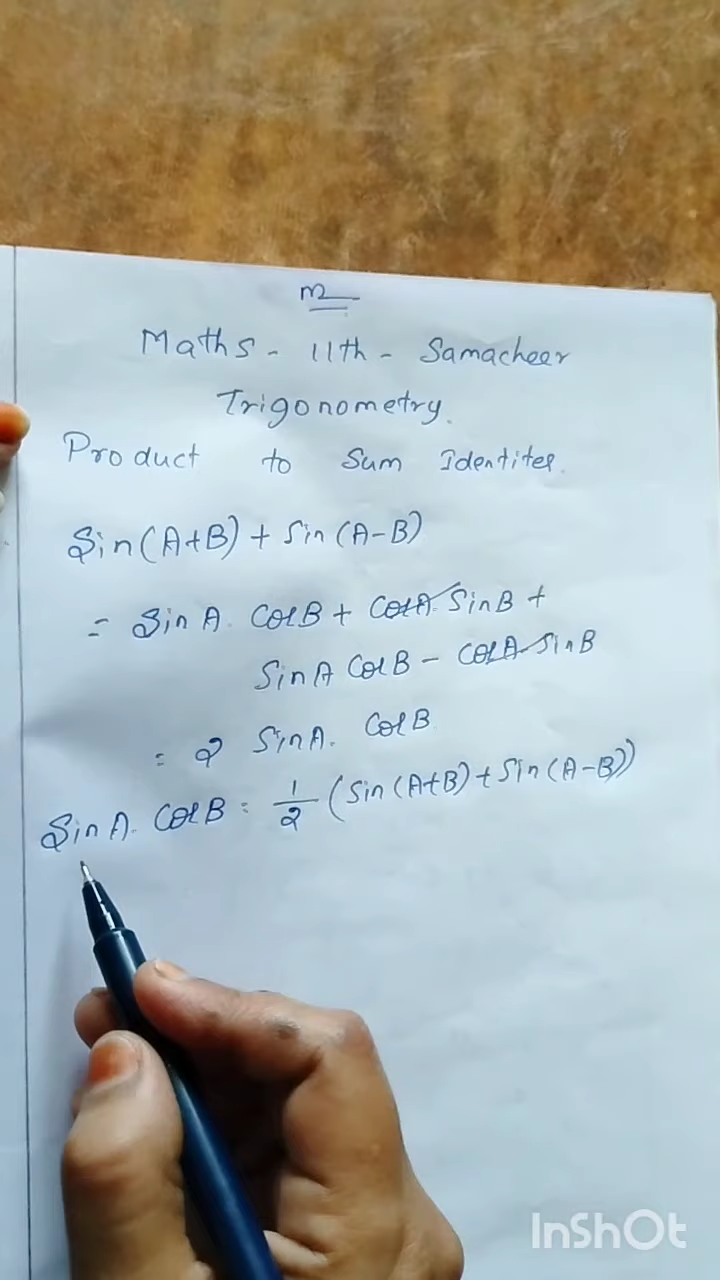 m
Maths - 11th - Samacheer
Trigonometry.
Product to Sum Identites.
Sin(A+B) + Sin(A-B)
= Sin A. CosB + CosA. SinB +
SinA CosB - CosA SinB
= 2 SinA. CosB
SinA. CosB = 1/2 (Sin(A+B) + Sin(A-B))
InShOt